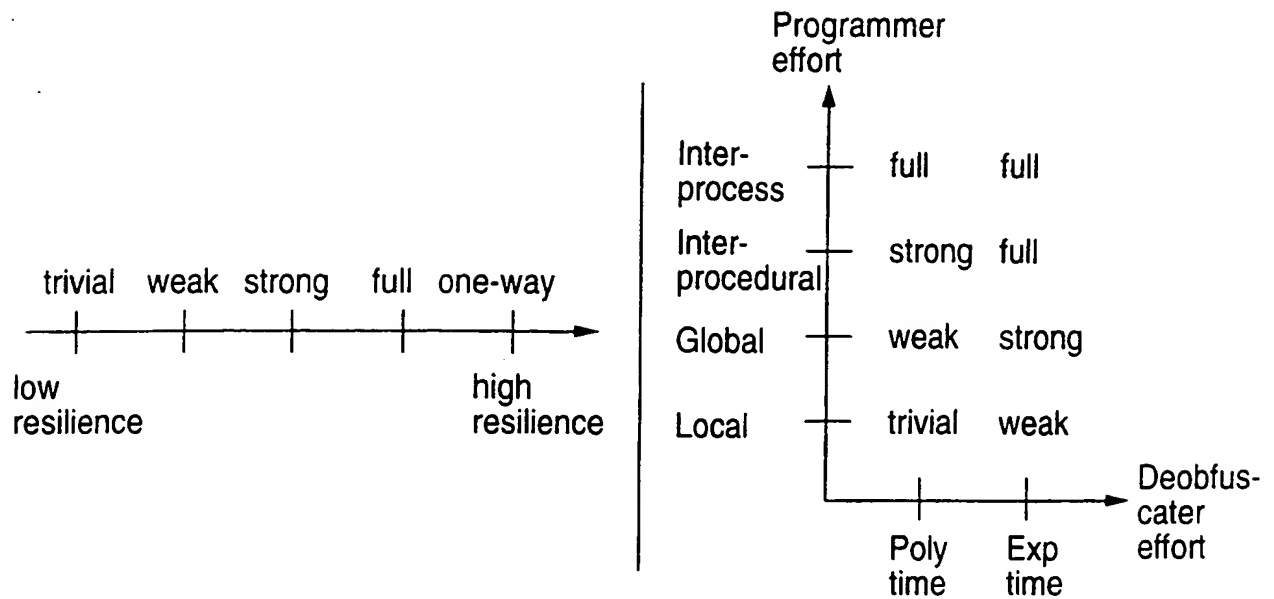 trivial weak strong full one-way
low
resilience
high
resilience
Programmer
effort
Inter-
process
full full
Inter-
procedural
strong full
Global
weak strong
Local
trivial weak
Deobfus-
cater
effort
Poly
time
Exp
time